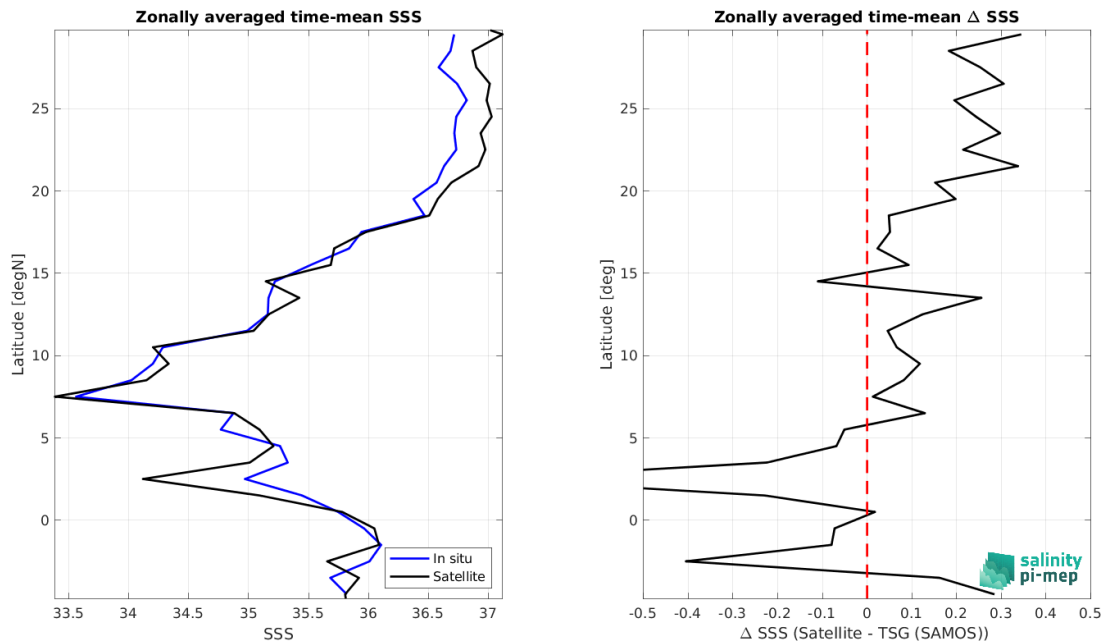 Zonally averaged time-mean SSS
Latitude [degN]
25
20
15
10
5
0
33.5 34 34.5 35 35.5 36 36.5 37
SSS
In situ
Satellite
Zonally averaged time-mean Δ SSS
Latitude [deg]
25
20
15
10
5
0
-0.5 -0.4 -0.3 -0.2 -0.1 0 0.1 0.2 0.3 0.4 0.5
Δ SSS (Satellite - TSG (SAMOS))
salinity
pi-mep